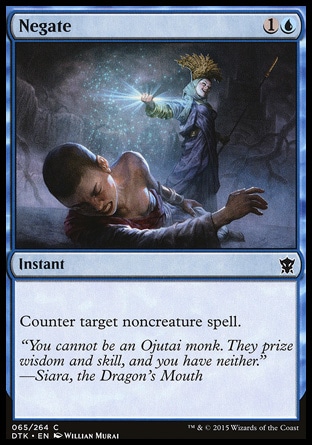 Negate 1
Instant
Counter target noncreature spell.
“You cannot be an Ojutai monk. They prize
wisdom and skill, and you have neither.”
—Siara, the Dragon's Mouth
065/264 C
DTK • EN Willian Murai
™ & © 2015 Wizards of the Coast